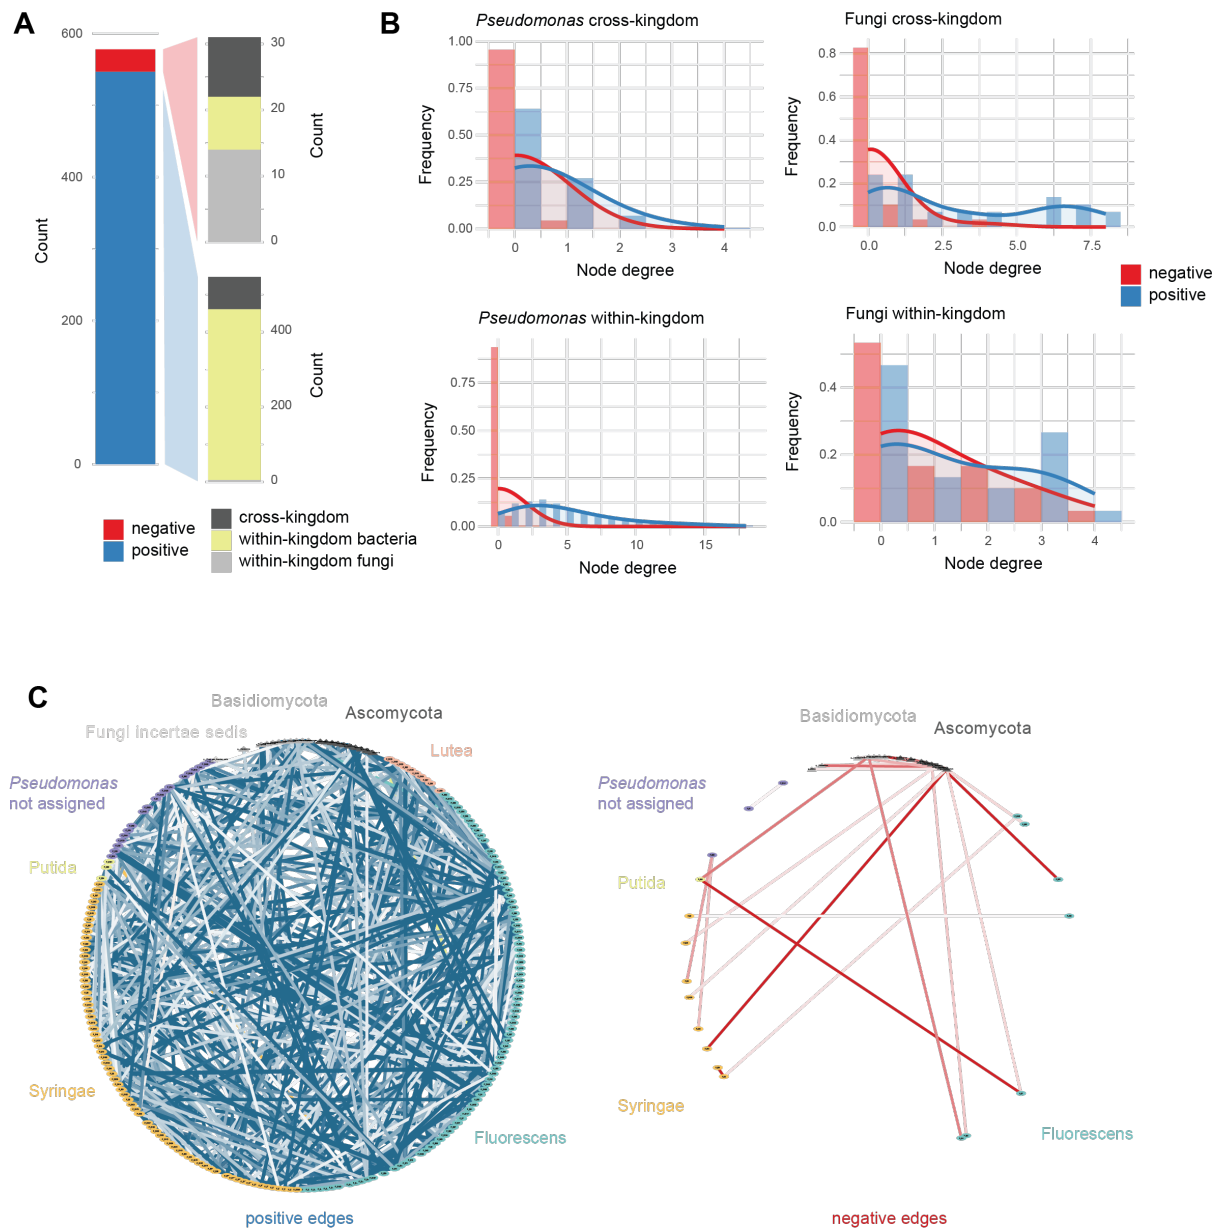 A
600
400
200
0
Count
30
20
10
0
Count
400
200
0
Count
negative
positive
cross-kingdom
within-kingdom bacteria
within-kingdom fungi
B
Pseudomonas cross-kingdom
1.00
0.75
0.50
0.25
0.00
Frequency
0 1 2 3 4
Node degree
Fungi cross-kingdom
0.8
0.6
0.4
0.2
0.0
Frequency
0.0 2.5 5.0 7.5
Node degree
negative
positive
Pseudomonas within-kingdom
0.75
0.50
0.25
0.00
Frequency
0 5 10 15
Node degree
Fungi within-kingdom
0.4
0.2
0.0
Frequency
0 1 2 3 4
Node degree
C
Basidiomycota
Ascomycota
Fungi incertae sedis
Lutea
Pseudomonas
not assigned
Putida
Syringae
Fluorescens
positive edges
Basidiomycota
Ascomycota
Pseudomonas
not assigned
Putida
Syringae
Fluorescens
negative edges